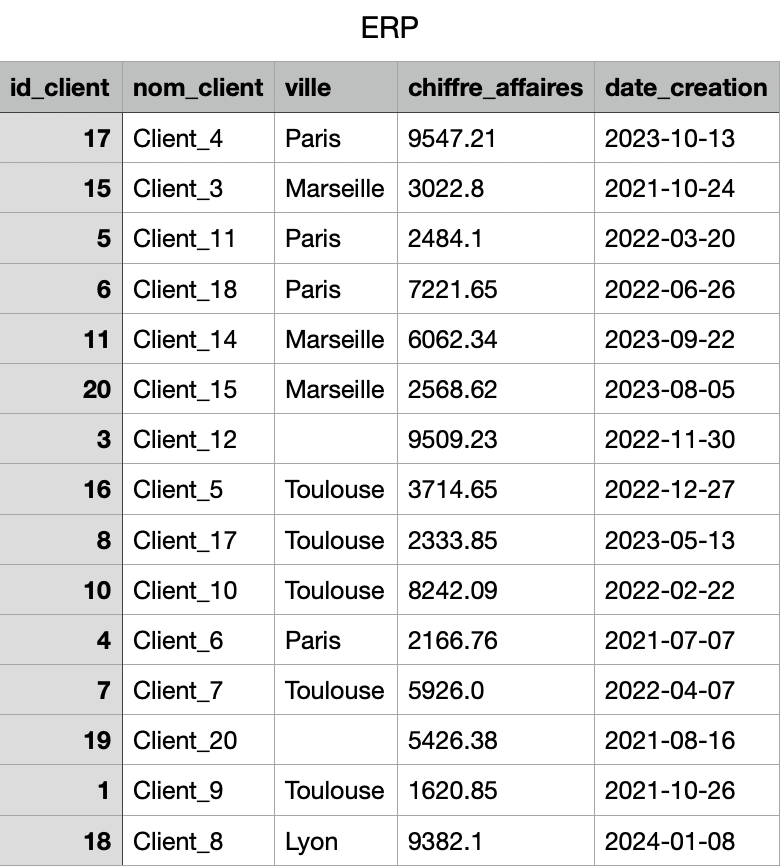 ERP
id_client nom_client ville chiffre_affaires date_creation
17 Client_4 Paris 9547.21 2023-10-13
15 Client_3 Marseille 3022.8 2021-10-24
5 Client_11 Paris 2484.1 2022-03-20
6 Client_18 Paris 7221.65 2022-06-26
11 Client_14 Marseille 6062.34 2023-09-22
20 Client_15 Marseille 2568.62 2023-08-05
3 Client_12 9509.23 2022-11-30
16 Client_5 Toulouse 3714.65 2022-12-27
8 Client_17 Toulouse 2333.85 2023-05-13
10 Client_10 Toulouse 8242.09 2022-02-22
4 Client_6 Paris 2166.76 2021-07-07
7 Client_7 Toulouse 5926.0 2022-04-07
19 Client_20 5426.38 2021-08-16
1 Client_9 Toulouse 1620.85 2021-10-26
18 Client_8 Lyon 9382.1 2024-01-08